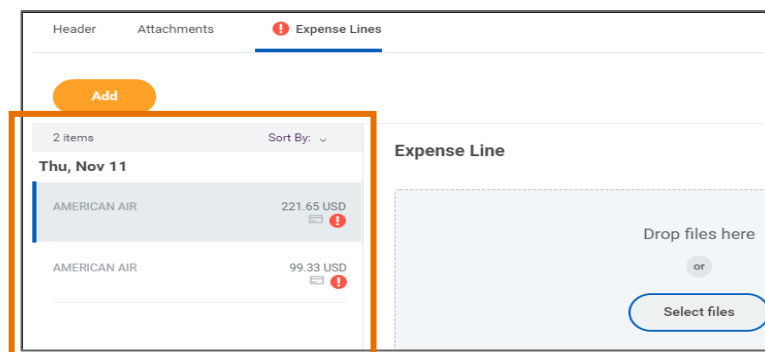 Header Attachments Expense Lines
Add
2 items Sort By:
Thu, Nov 11
AMERICAN AIR 221.65 USD
AMERICAN AIR 99.33 USD
Expense Line
Drop files here
or
Select files